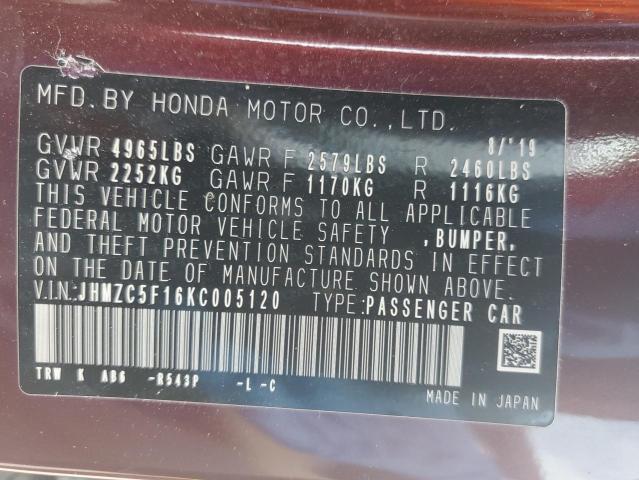 MFD.BY HONDA MOTOR CO.,LTD.
8/'19
GVWR 4965LBS GAWR F 2579LBS R 2460LBS
GVWR 2252KG GAWR F 1170KG R 1116KG
THIS VEHICLE CONFORMS TO ALL APPLICABLE
FEDERAL MOTOR VEHICLE SAFETY ,BUMPER,
AND THEFT PREVENTION STANDARDS IN EFFECT
ON THE DATE OF MANUFACTURE SHOWN ABOVE.
V.I.N:JHMZC5F16KC005120 TYPE:PASSENGER CAR
TRW K AB6 -R543P -L -C
MADE IN JAPAN